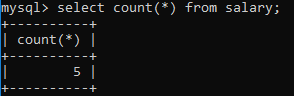 mysql> select count(*) from salary;
+----------+
| count(*) |
+----------+
|        5 |
+----------+